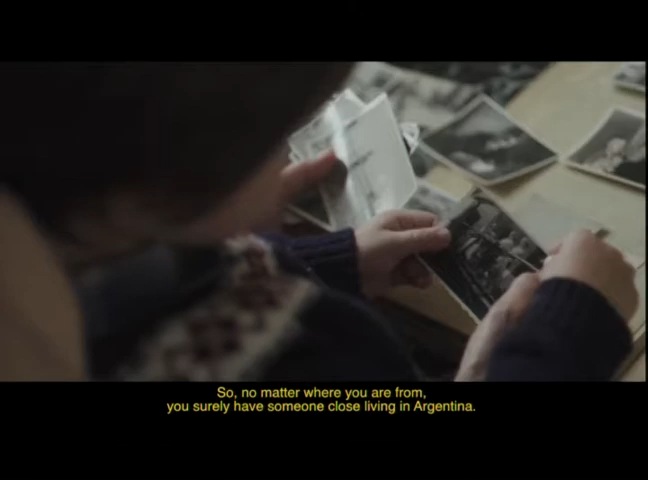 So, no matter where you are from,
you surely have someone close living in Argentina.